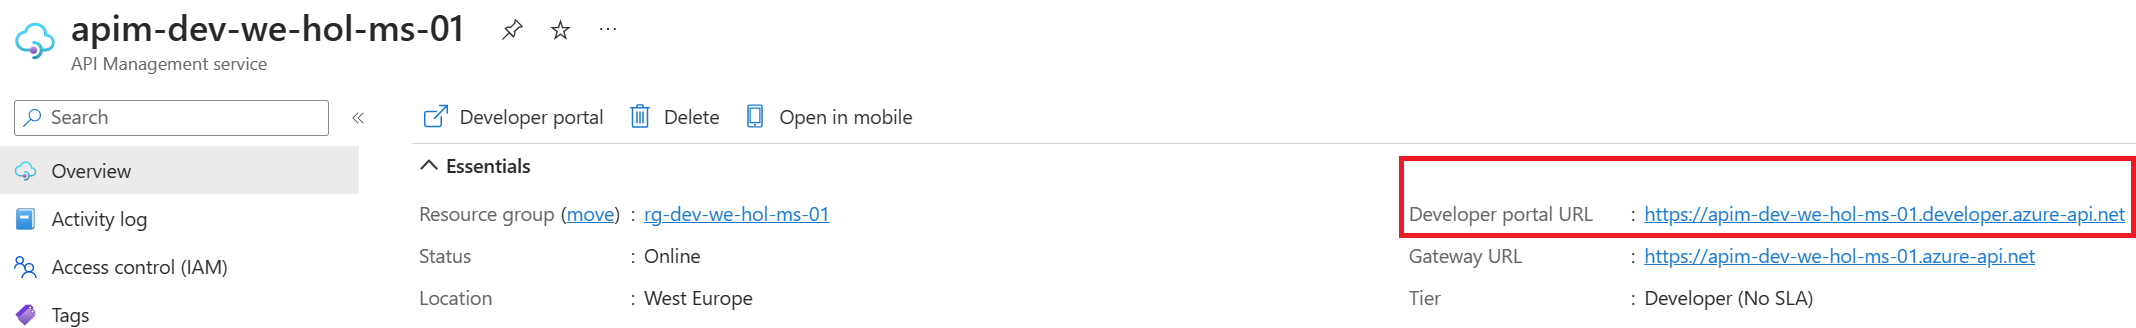 apim-dev-we-hol-ms-01
API Management service
Search
Overview
Activity log
Access control (IAM)
Tags
Developer portal Delete Open in mobile
Essentials
Resource group (move) : rg-dev-we-hol-ms-01
Status : Online
Location : West Europe
Developer portal URL : https://apim-dev-we-hol-ms-01.developer.azure-api.net
Gateway URL : https://apim-dev-we-hol-ms-01.azure-api.net
Tier : Developer (No SLA)